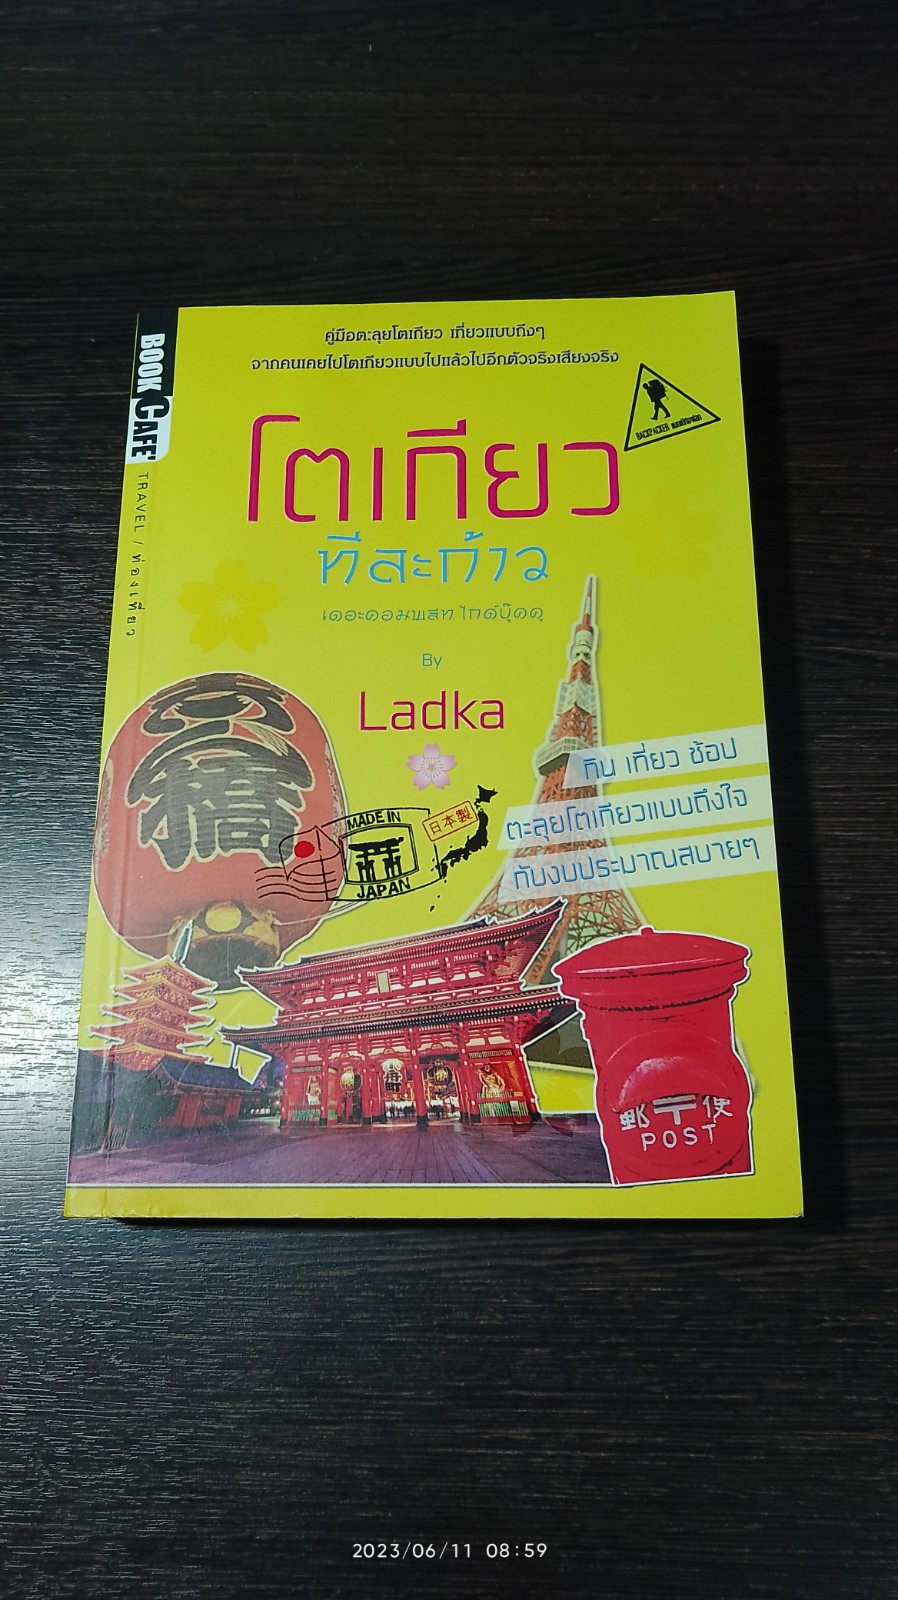 คู่มือตะลุยโตเกียว เที่ยวแบบถึงๆ
จากคนเคยไปโตเกียวแบบไปแล้วไปอีกตัวจริงเสียงจริง
BOOK CAFE
TRAVEL / ท่องเที่ยว
BACKPACKER
โตเกียว
ทีละก้าว
เดอะคอมพลีท ไกด์บุ๊คคุ
By
Ladka
กิน เที่ยว ช้อป
ตะลุยโตเกียวแบบถึงใจ
กับงบประมาณสบายๆ
MADE IN
JAPAN
日本製
郵〒便
POST
2023/06/11 08:59